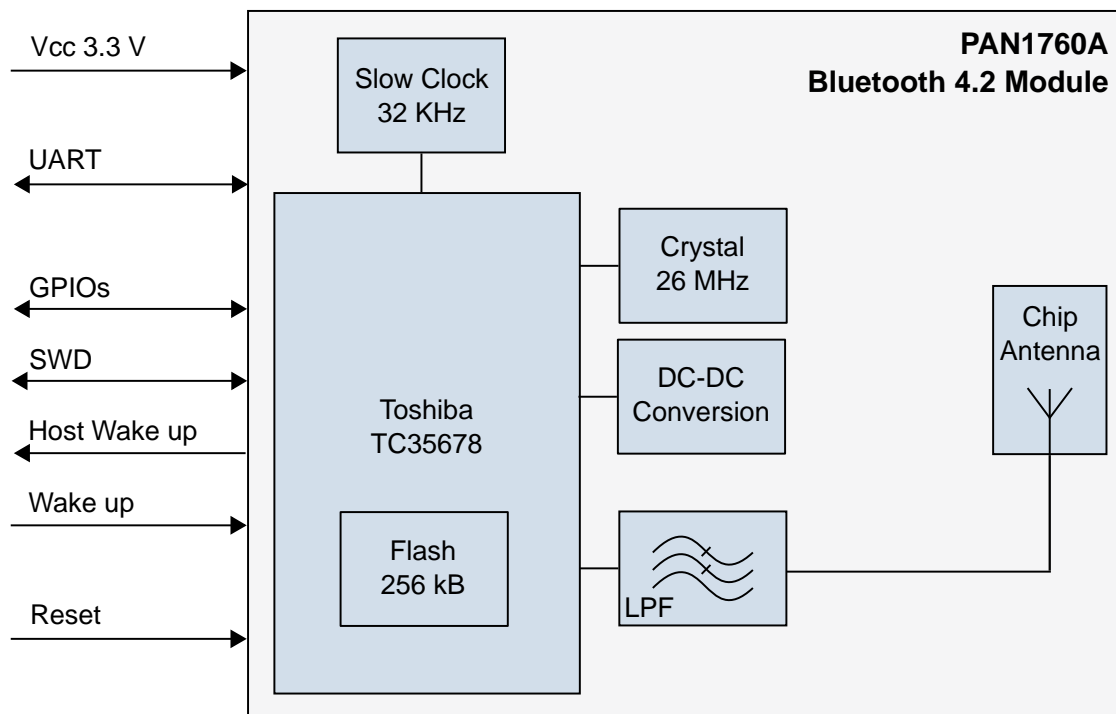 PAN1760A
Bluetooth 4.2 Module
Vcc 3.3 V
UART
GPIOs
SWD
Host Wake up
Wake up
Reset
Slow Clock
32 KHz
Toshiba
TC35678
Flash
256 kB
Crystal
26 MHz
DC-DC
Conversion
LPF
Chip
Antenna